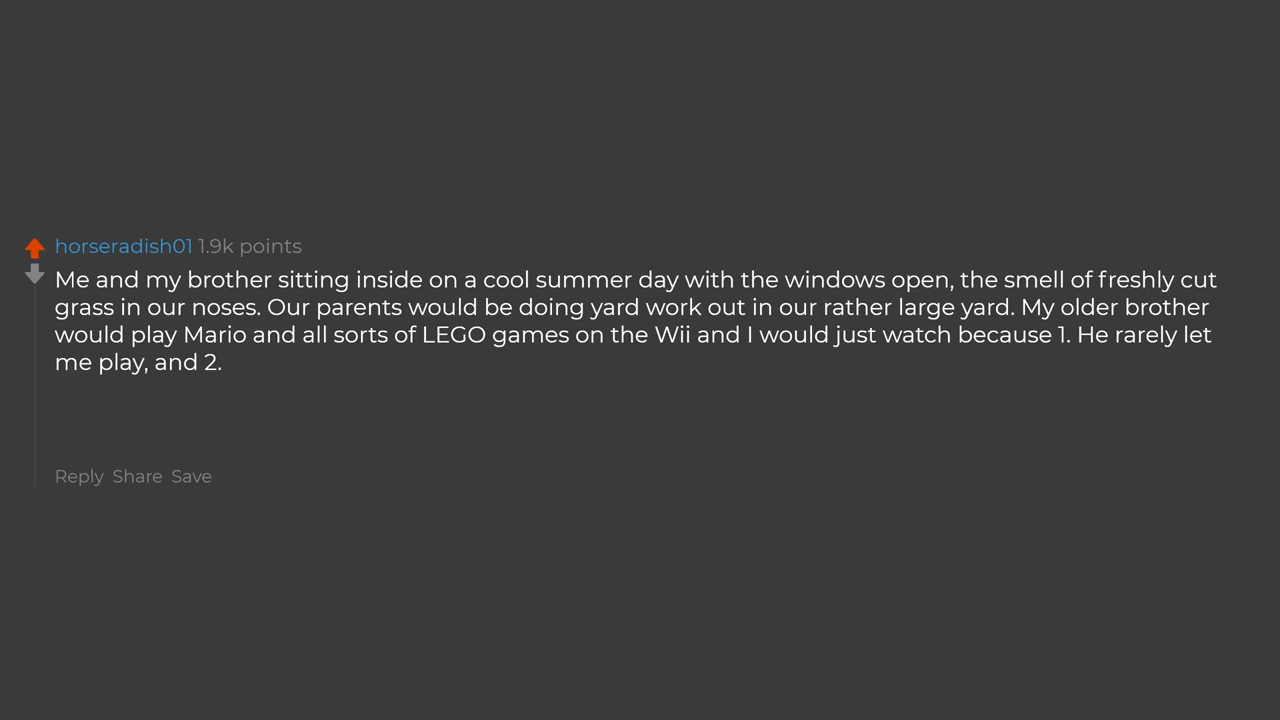 horseradish01 1.9k points
Me and my brother sitting inside on a cool summer day with the windows open, the smell of freshly cut
grass in our noses. Our parents would be doing yard work out in our rather large yard. My older brother
would play Mario and all sorts of LEGO games on the Wii and I would just watch because 1. He rarely let
me play, and 2.
Reply Share Save